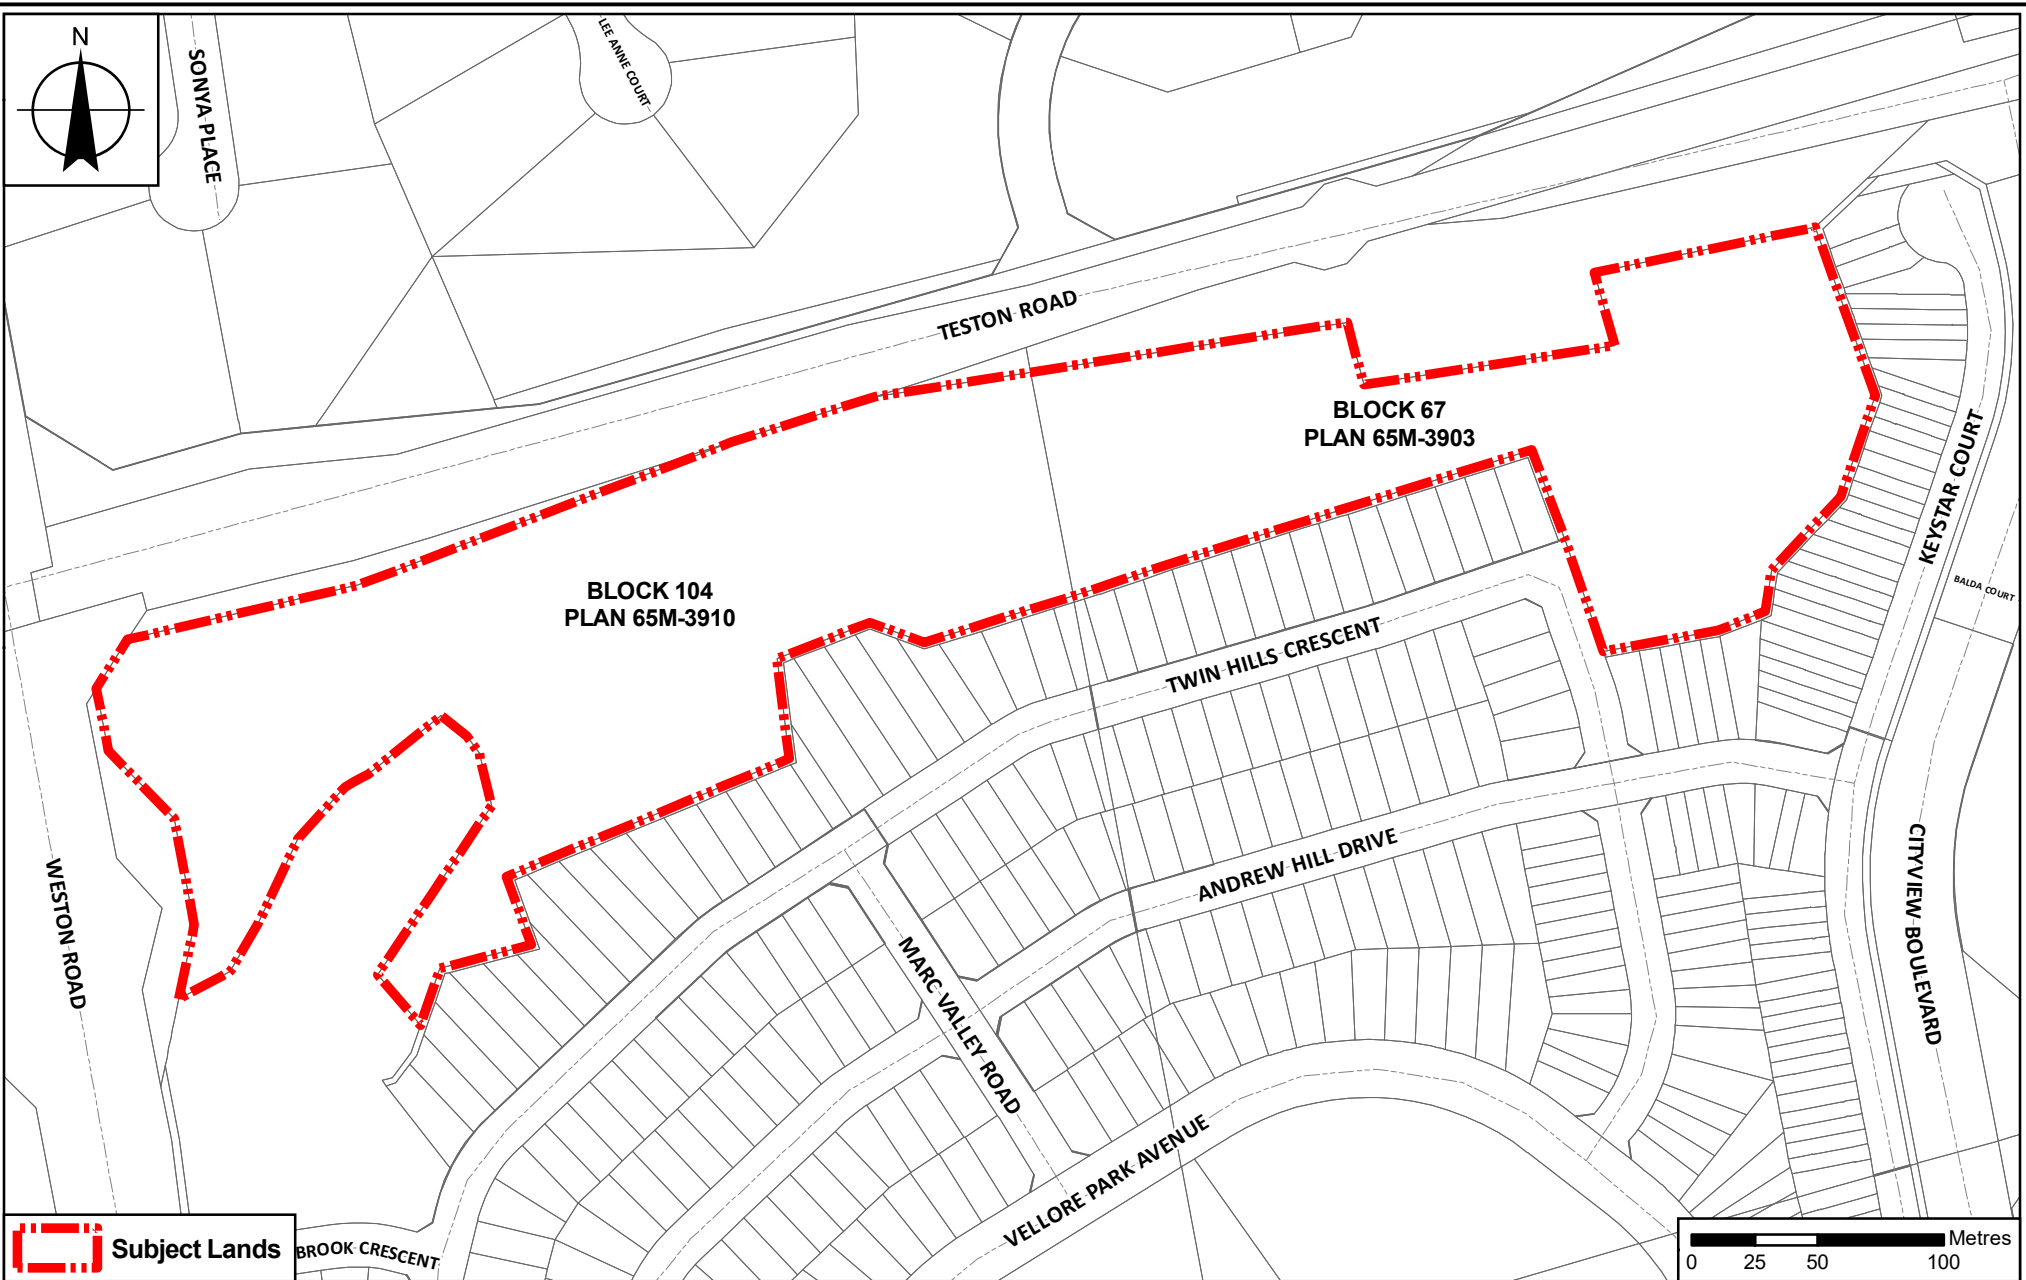 N
SONYA PLACE
LEE ANNE COURT
TESTON ROAD
BLOCK 67
PLAN 65M-3903
KEYSTAR COURT
BALDA COURT
BLOCK 104
PLAN 65M-3910
TWIN HILLS CRESCENT
ANDREW HILL DRIVE
CITYVIEW BOULEVARD
WESTON ROAD
MARC VALLEY ROAD
VELLORE PARK AVENUE
Subject Lands
BROOK CRESCENT
Metres
0 25 50 100